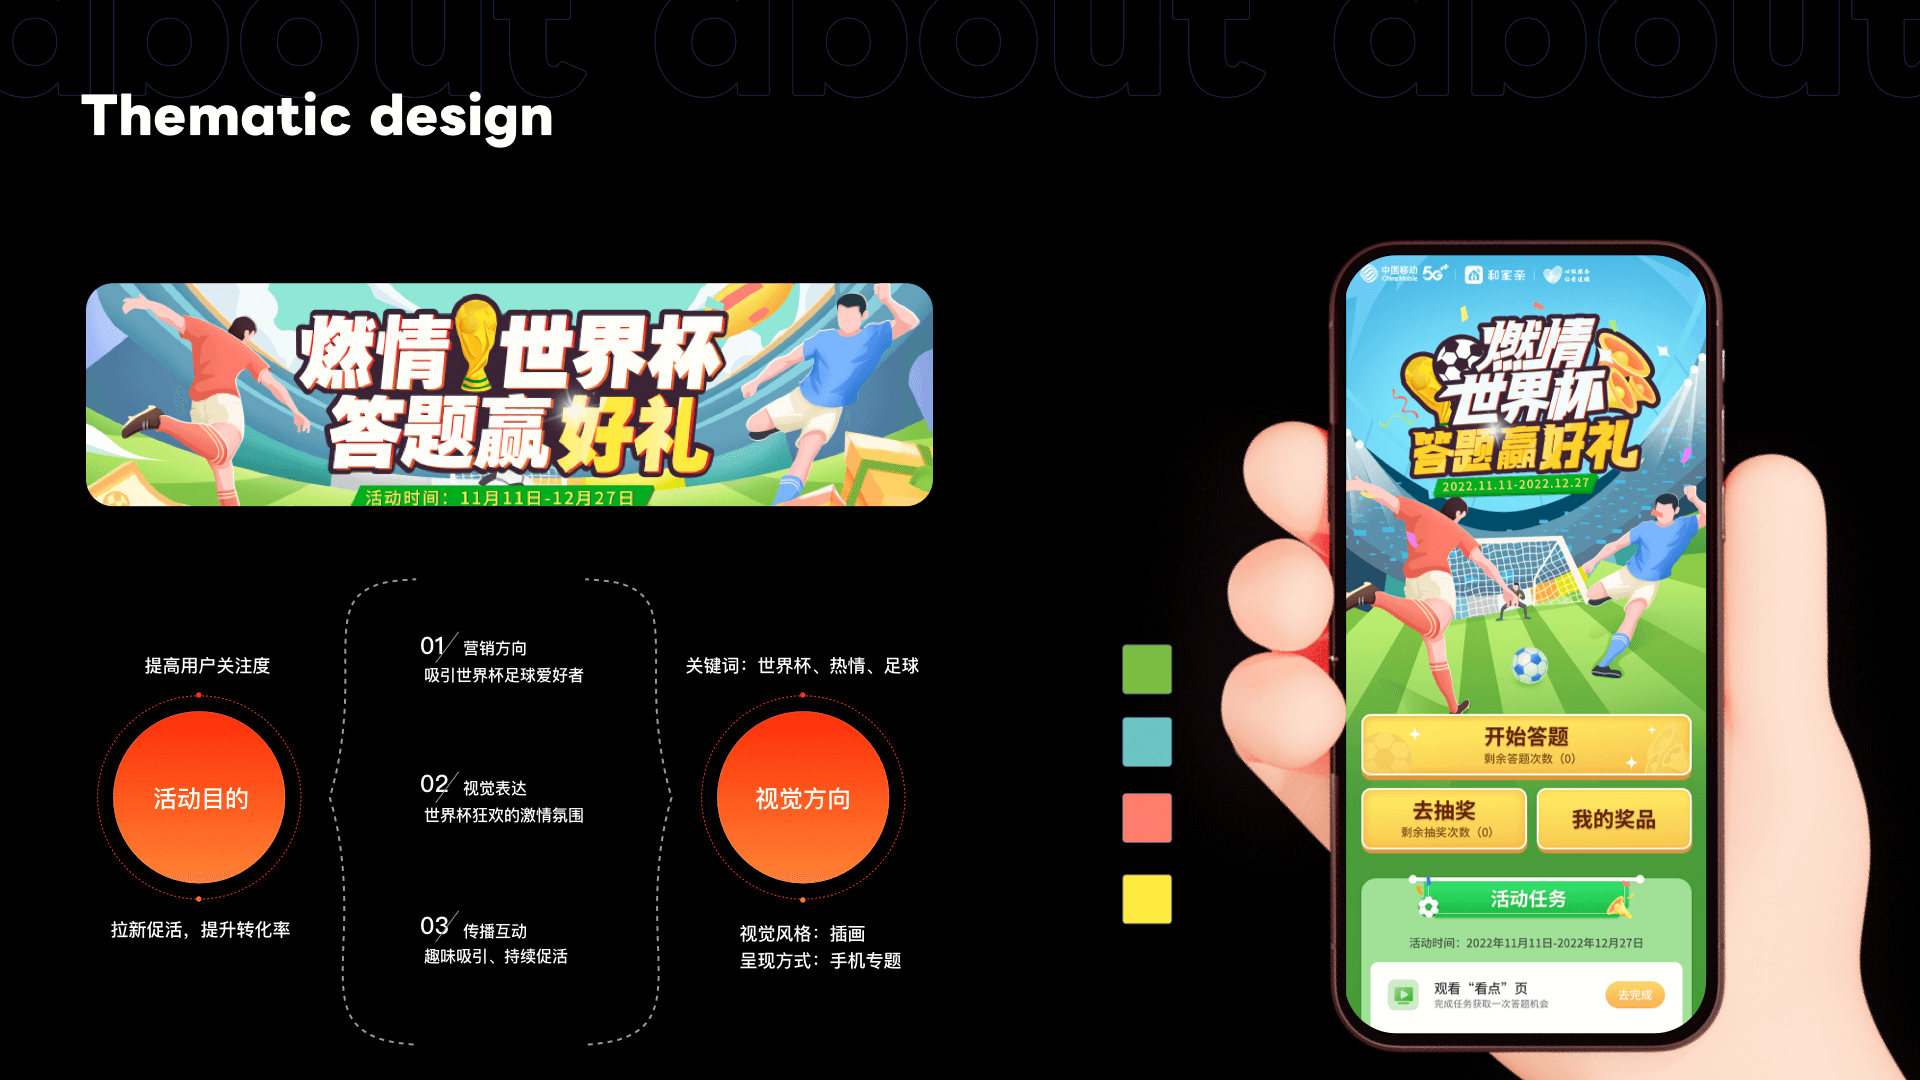 about about about
Thematic design
燃情世界杯
答题赢好礼
活动时间：11月11日-12月27日
提高用户关注度
活动目的
拉新促活，提升转化率
01 营销方向
吸引世界杯足球爱好者
02 视觉表达
世界杯狂欢的激情氛围
03 传播互动
趣味吸引、持续促活
关键词：世界杯、热情、足球
视觉方向
视觉风格：插画
呈现方式：手机专题
中国移动 China Mobile 5G++ 和家亲 心级服务 让爱连接
燃情
世界杯
答题赢好礼
2022.11.11-2022.12.27
开始答题
剩余答题次数（0）
去抽奖
剩余抽奖次数（0）
我的奖品
活动任务
活动时间：2022年11月11日-2022年12月27日
观看“看点”页
完成任务获取一次答题机会
去完成